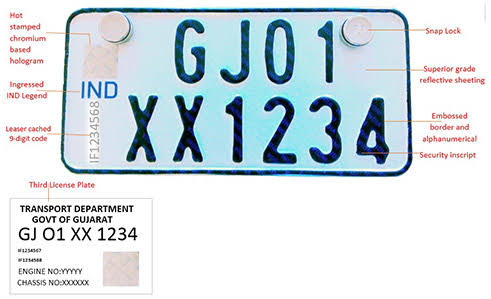 Hot
stamped
chromium
based
hologram
Ingressed
IND Legend
Leaser cached
9-digit code
IND
IF1234568
GJ01
XX1234
Snap Lock
Superior grade
reflective sheeting
Embossed
border and
alphanumerical
Security inscript
Third License Plate
TRANSPORT DEPARTMENT
GOVT OF GUJARAT
GJ O1 XX 1234
IF1234567
IF1234568
ENGINE NO:YYYYY
CHASSIS NO:XXXXXX